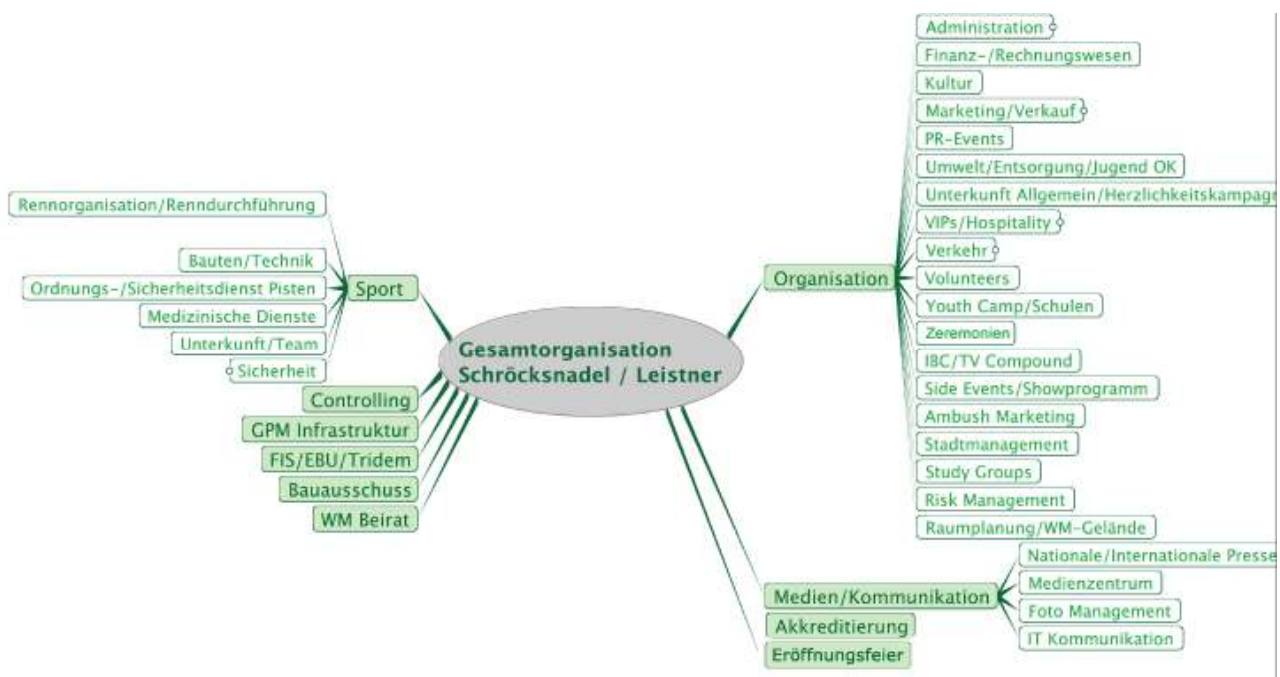 Gesamtorganisation
Schröcksnadel / Leistner
Sport
Rennorganisation/Renndurchführung
Bauten/Technik
Ordnungs-/Sicherheitsdienst Pisten
Medizinische Dienste
Unterkunft/Team
Sicherheit
Controlling
GPM Infrastruktur
FIS/EBU/Tridem
Bauausschuss
WM Beirat
Organisation
Administration
Finanz-/Rechnungswesen
Kultur
Marketing/Verkauf
PR-Events
Umwelt/Entsorgung/Jugend OK
Unterkunft Allgemein/Herzlichkeitskampagn
VIPs/Hospitality
Verkehr
Volunteers
Youth Camp/Schulen
Zeremonien
IBC/TV Compound
Side Events/Showprogramm
Ambush Marketing
Stadtmanagement
Study Groups
Risk Management
Raumplanung/WM-Gelände
Medien/Kommunikation
Nationale/Internationale Presse
Medienzentrum
Foto Management
IT Kommunikation
Akkreditierung
Eröffnungsfeier